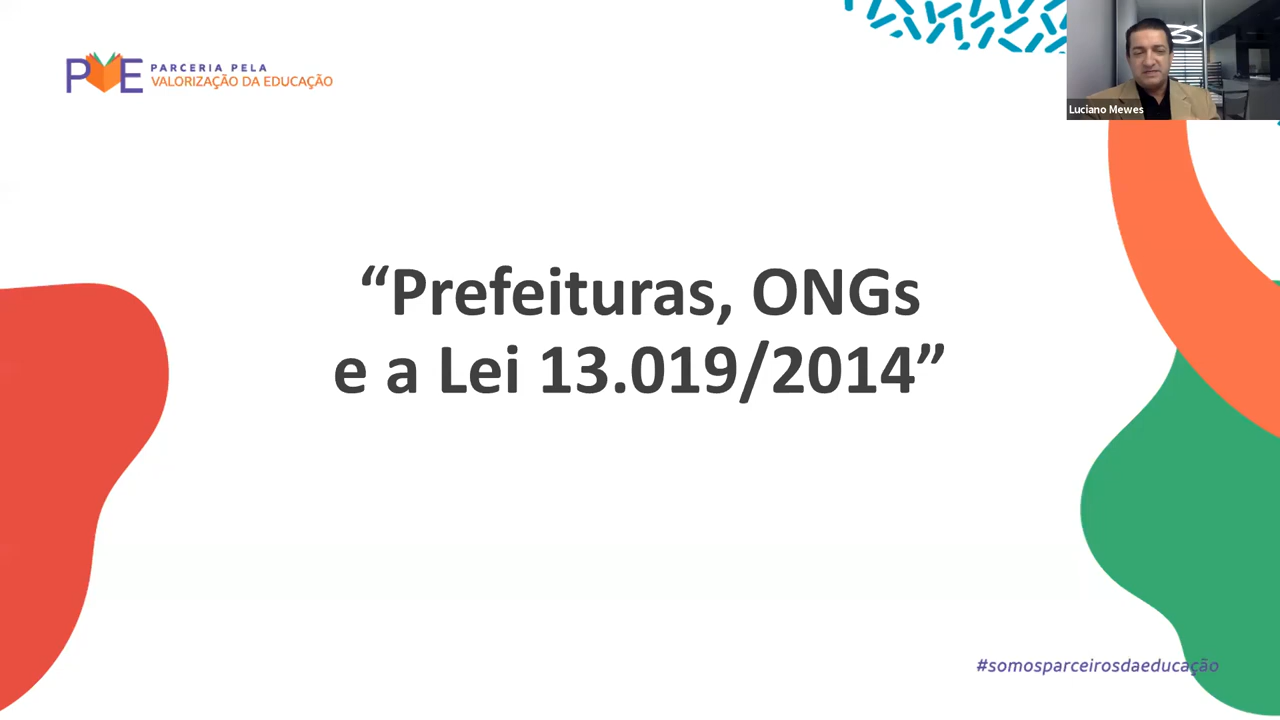 PVE PARCERIA PELA
VALORIZAÇÃO DA EDUCAÇÃO
Luciano Mewes
“Prefeituras, ONGs
e a Lei 13.019/2014”
#somosparceirosdaeducação